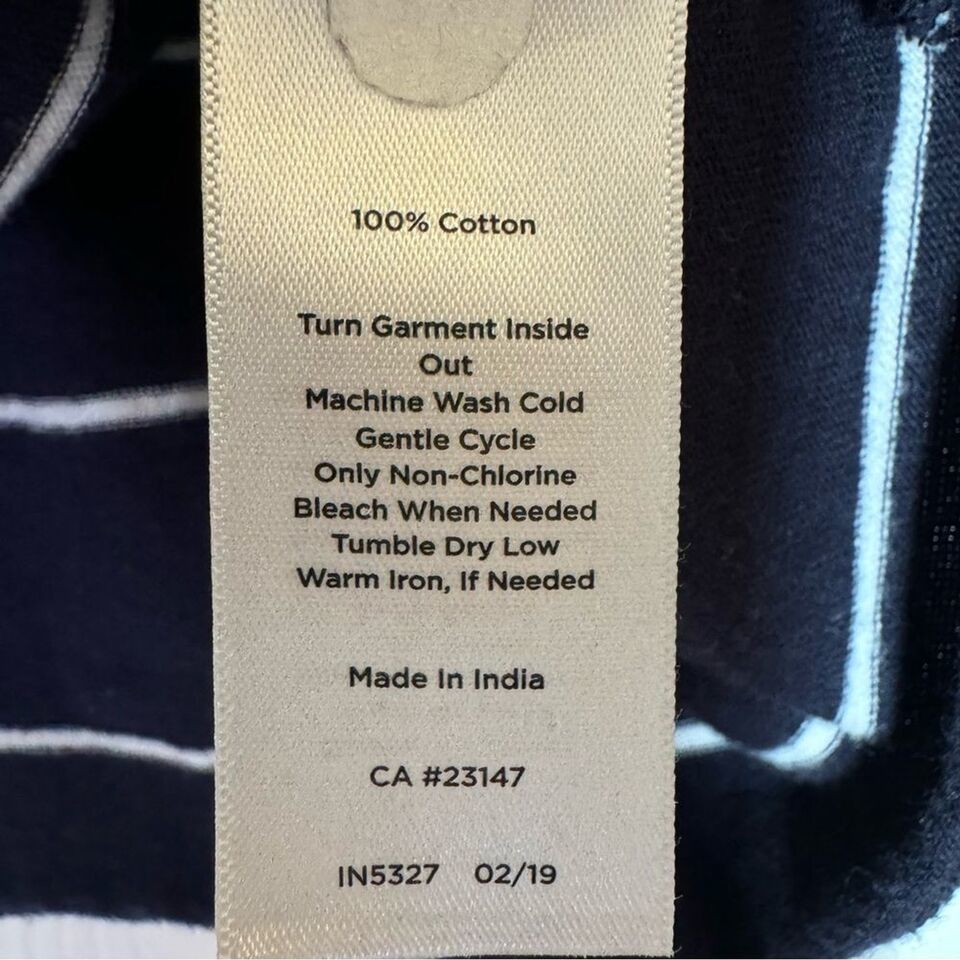 100% Cotton
Turn Garment Inside
Out
Machine Wash Cold
Gentle Cycle
Only Non-Chlorine
Bleach When Needed
Tumble Dry Low
Warm Iron, If Needed
Made In India
CA #23147
IN5327 02/19